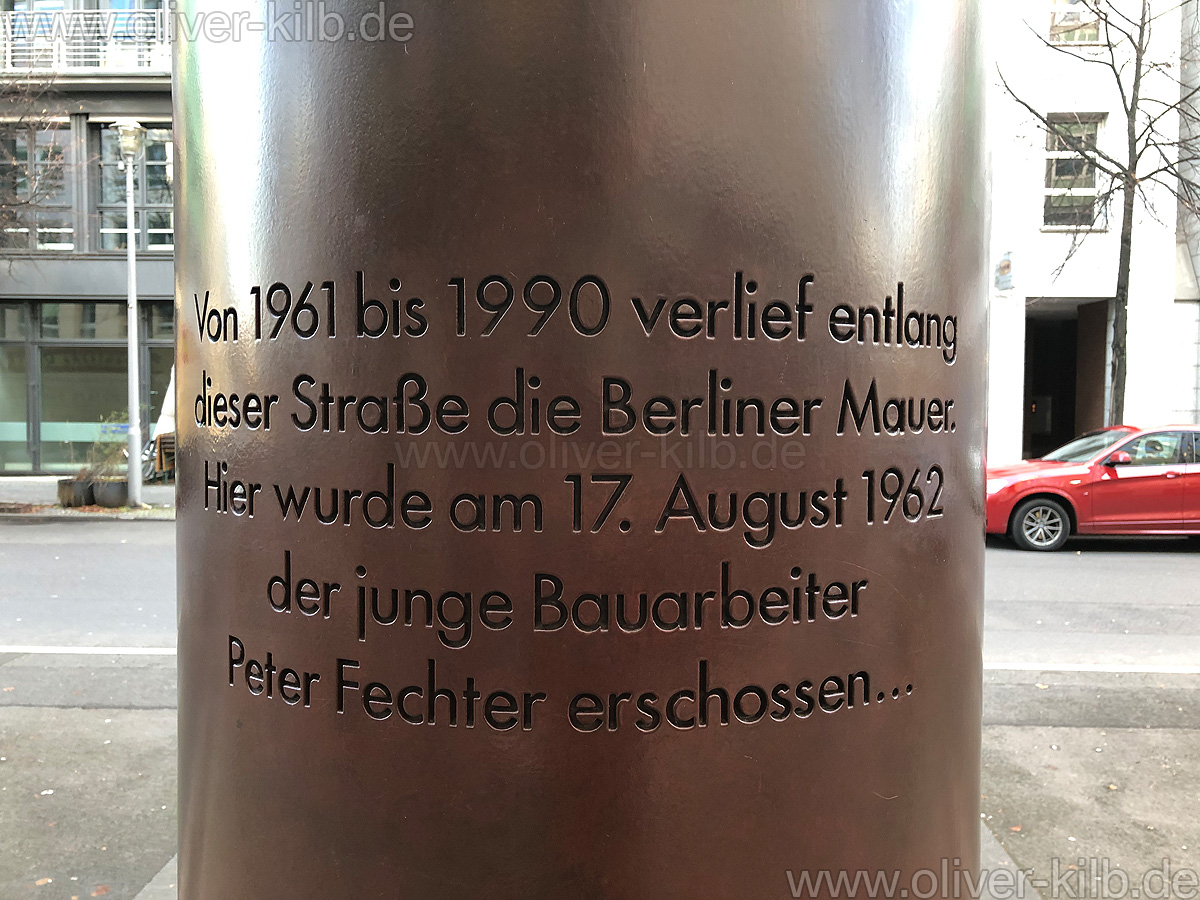 www.oliver-kilb.de
Von 1961 bis 1990 verlief entlang
dieser Straße die Berliner Mauer.
www.oliver-kilb.de
Hier wurde am 17. August 1962
der junge Bauarbeiter
Peter Fechter erschossen...
www.oliver-kilb.de